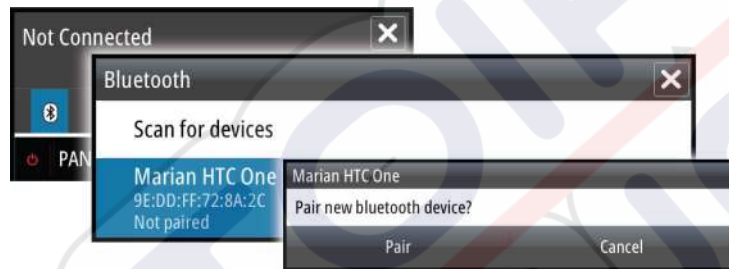 Not Connected
Bluetooth
Scan for devices
PAN
Marian HTC One
9E:DD:FF:72:8A:2C
Not paired
Marian HTC One
Pair new bluetooth device?
Pair
Cancel